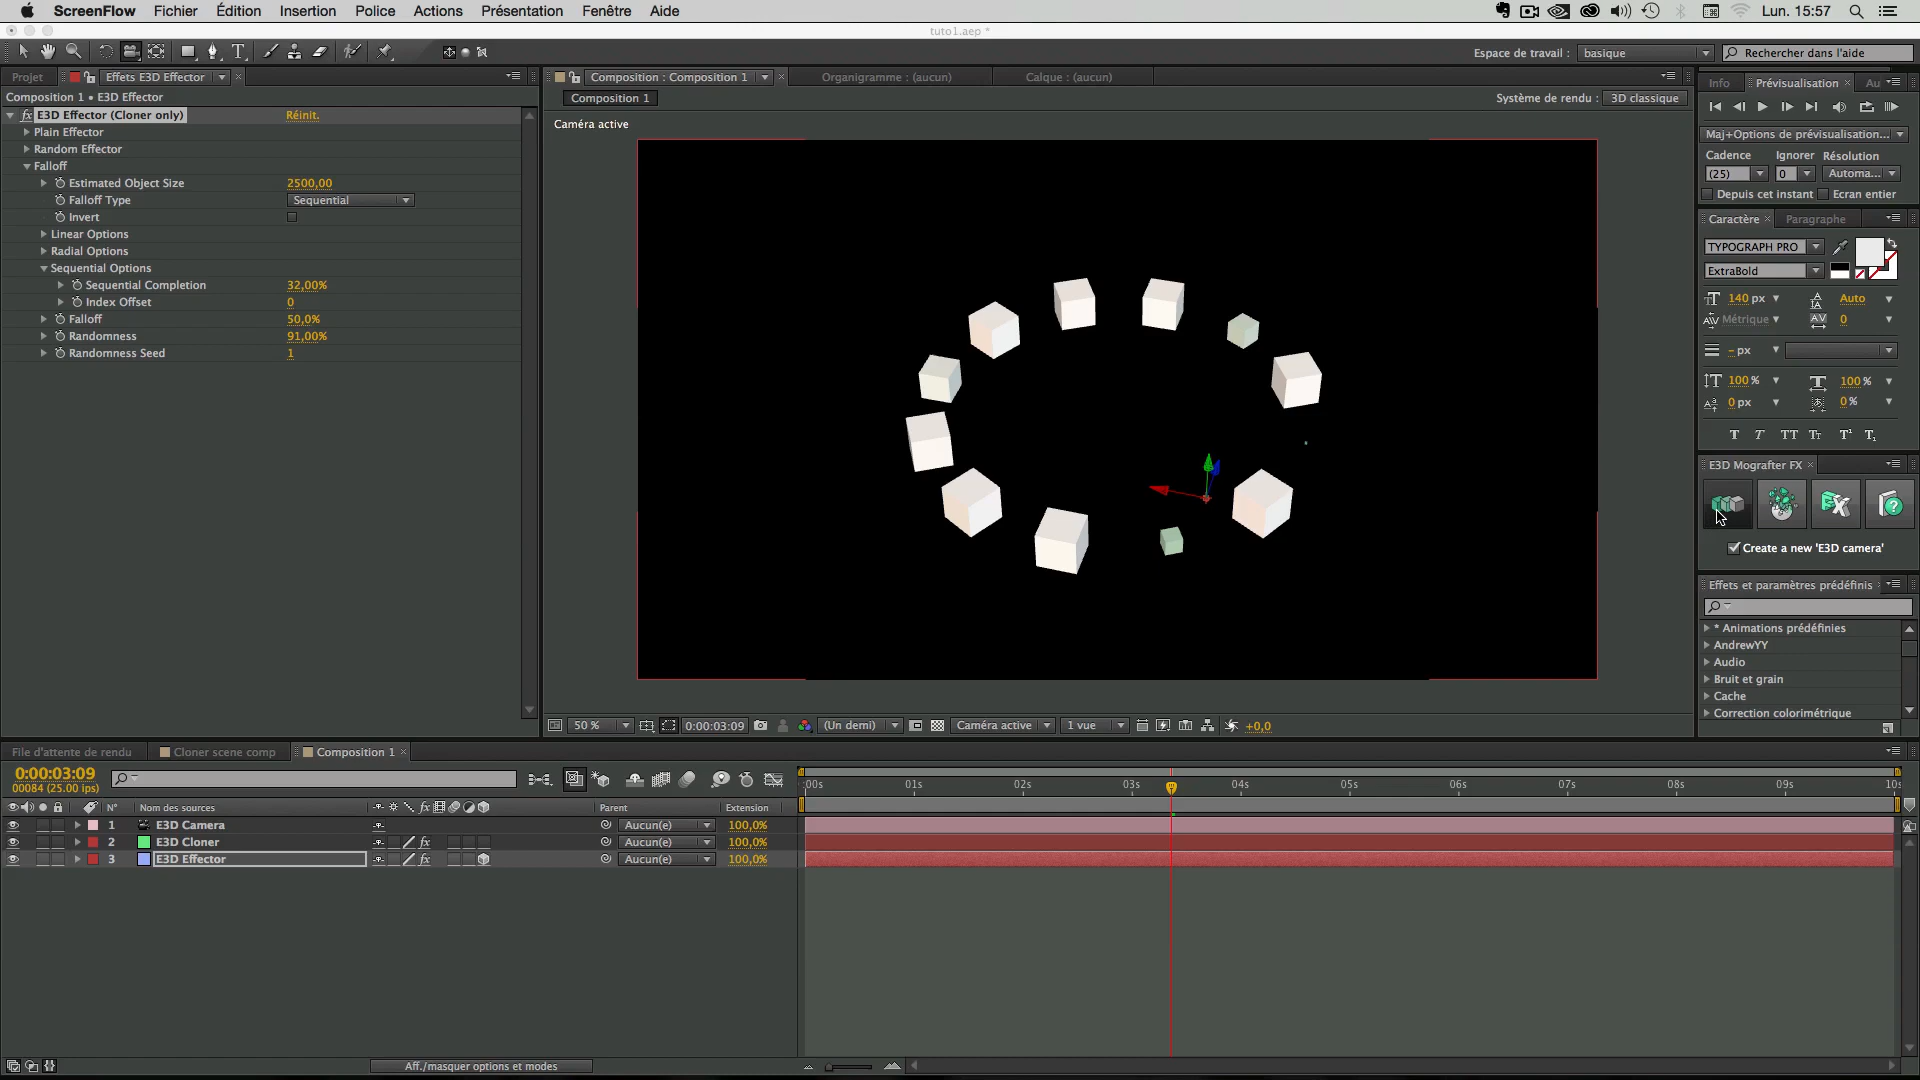 ScreenFlow Fichier Édition Insertion Police Actions Présentation Fenêtre Aide Lun. 15:57
tuto1.aep *
Espace de travail : basique Rechercher dans l'aide
Projet Effets E3D Effector
Composition 1 • E3D Effector
fx E3D Effector (Cloner only) Réinit.
Plain Effector
Random Effector
Falloff
Estimated Object Size 2500,00
Falloff Type Sequential
Invert
Linear Options
Radial Options
Sequential Options
Sequential Completion 32,00%
Index Offset 0
Falloff 50,0%
Randomness 91,00%
Randomness Seed 1
Composition : Composition 1 Organigramme : (aucun) Calque : (aucun)
Composition 1 Système de rendu : 3D classique
Caméra active
50 % 0:00:03:09 (Un demi) Caméra active 1 vue +0,0
Info Prévisualisation Au
Maj+Options de prévisualisation...
Cadence Ignorer Résolution
(25) 0 Automa...
Depuis cet instant Ecran entier
Caractère Paragraphe
TYPOGRAPH PRO
ExtraBold
140 px Auto
Métrique 0
- px
100 % 100 %
0 px 0 %
T T TT Tt T¹ T₁
E3D Mografter FX
Create a new 'E3D camera'
Effets et paramètres prédéfinis
* Animations prédéfinies
AndrewYY
Audio
Bruit et grain
Cache
Correction colorimétrique
File d'attente de rendu Cloner scene comp Composition 1
0:00:03:09
00084 (25.00 ips)
:00s 01s 02s 03s 04s 05s 06s 07s 08s 09s 10s
N° Nom des sources fx Parent Extension
1 E3D Camera Aucun(e) 100,0%
2 E3D Cloner fx Aucun(e) 100,0%
3 E3D Effector fx Aucun(e) 100,0%
Aff./masquer options et modes